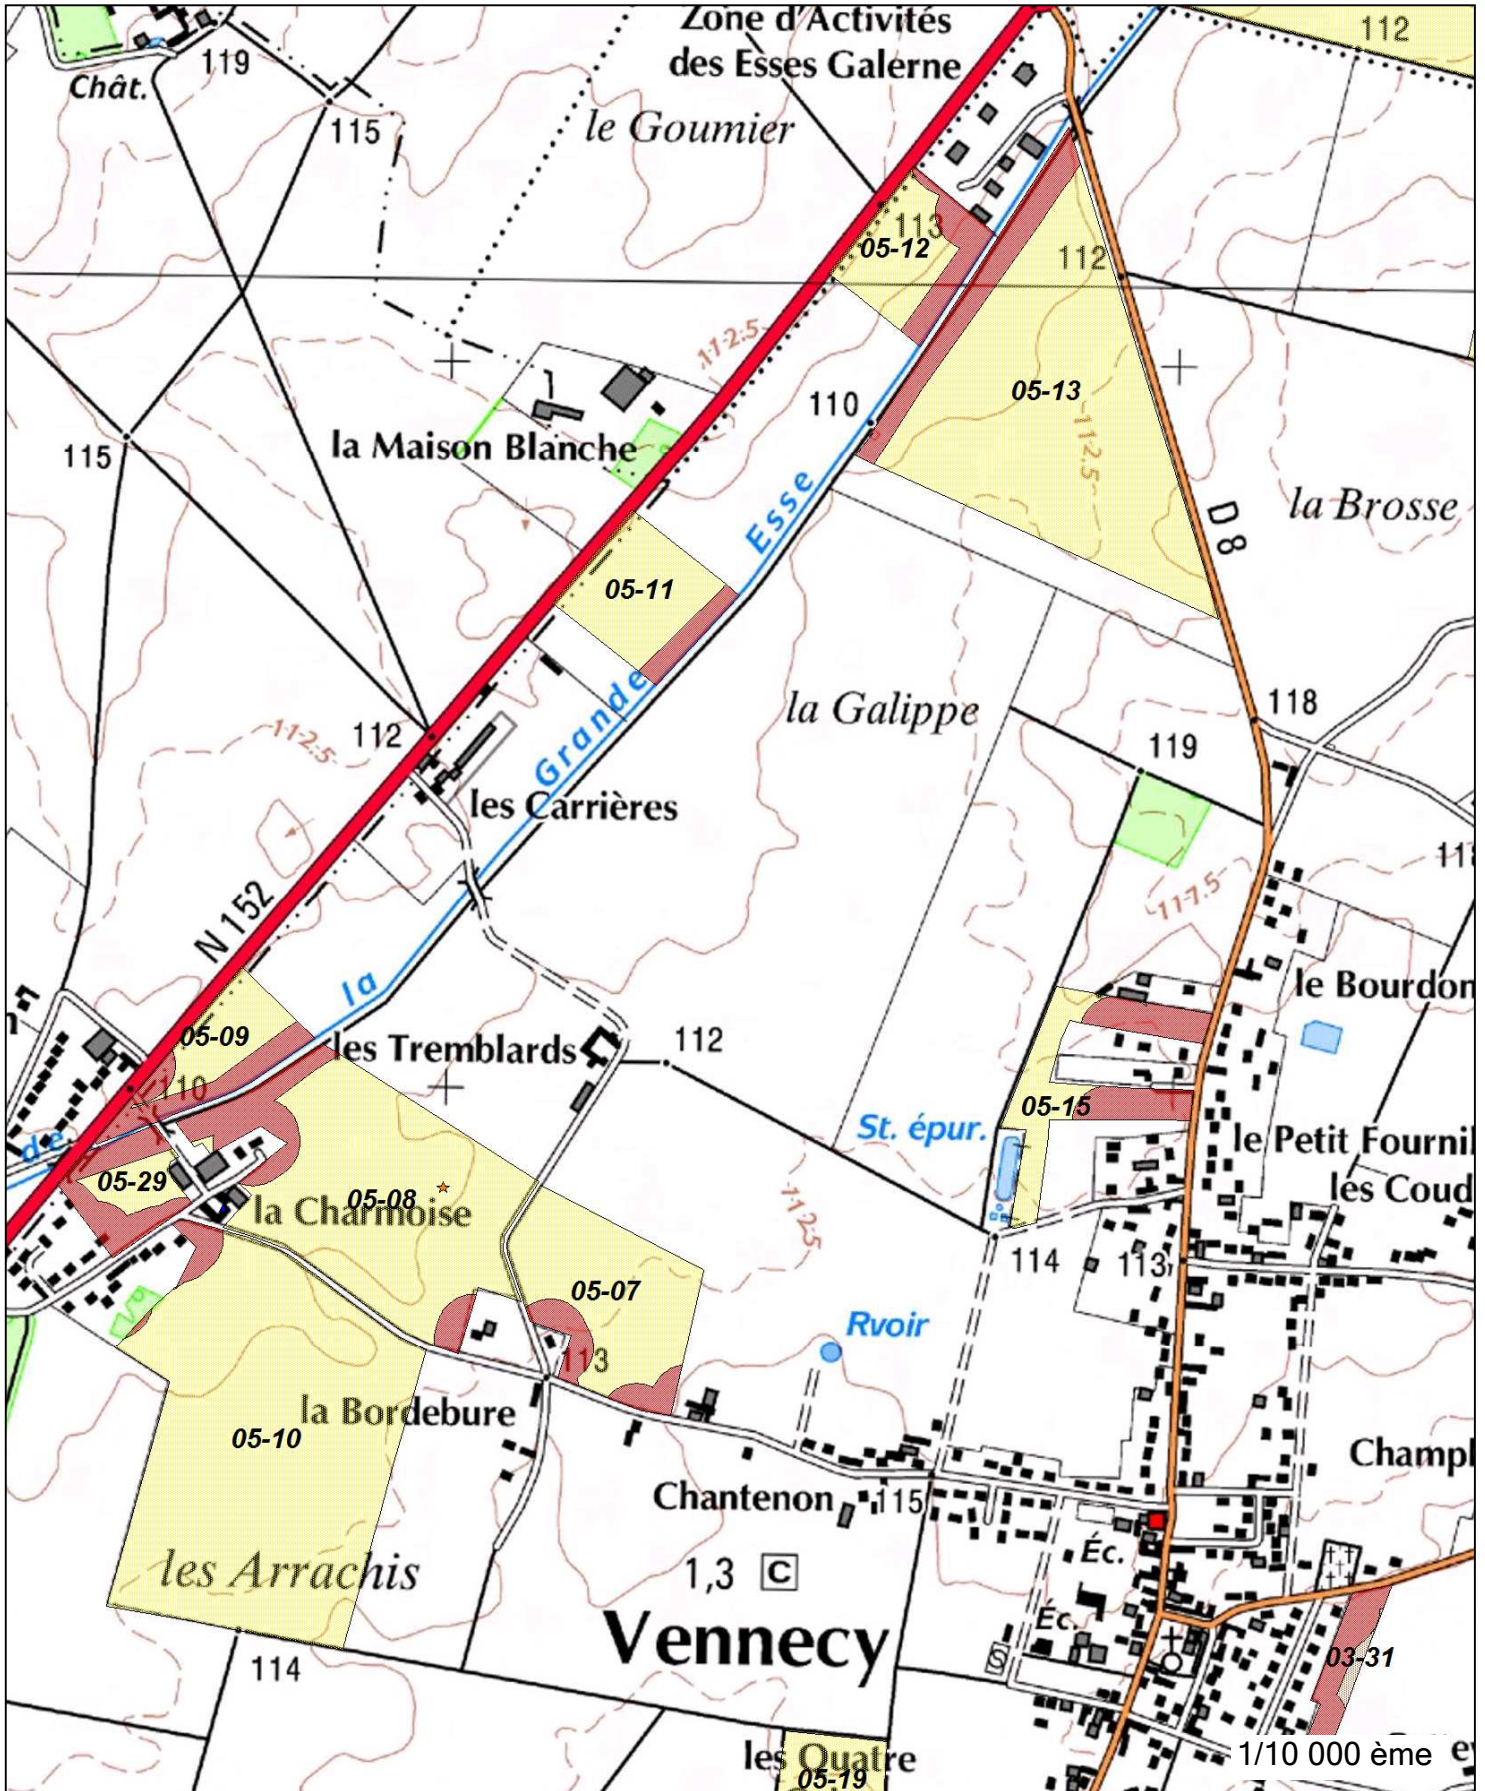 Zone d'Activités
des Esses Galerne
112
119
Chât.
115
le Goumier
113
05-12
112
112.5
110
05-13
112.5
la Maison Blanche
115
Esse
D 8
la Brosse
05-11
Grande
la Galippe
118
112.5
112
119
les Carrières
117.5
N 152
la
le Bourdon
05-09
les Tremblards
112
110
05-15
St. épur.
de
le Petit Fournil
05-29
les Coud
05-08
la Charmoise
112.5
114
113
05-07
Rvoir
113
la Bordebure
05-10
Champ
Chantenon
115
Éc.
les Arrachis
1,3 C
Éc.
Vennecy
03-31
114
les Quatre
05-19
1/10 000 ème